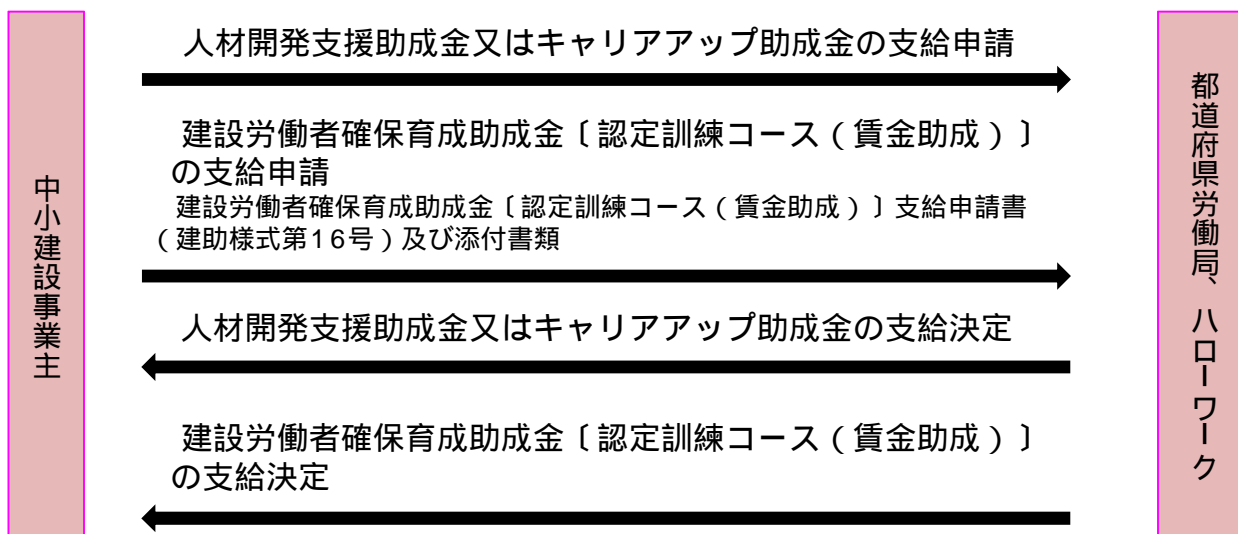 中小建設事業主
人材開発支援助成金又はキャリアアップ助成金の支給申請
建設労働者確保育成助成金〔認定訓練コース(賃金助成)〕
の支給申請
建設労働者確保育成助成金〔認定訓練コース(賃金助成)〕支給申請書
(建助様式第16号)及び添付書類
人材開発支援助成金又はキャリアアップ助成金の支給決定
建設労働者確保育成助成金〔認定訓練コース(賃金助成)〕
の支給決定
都道府県労働局、ハローワーク